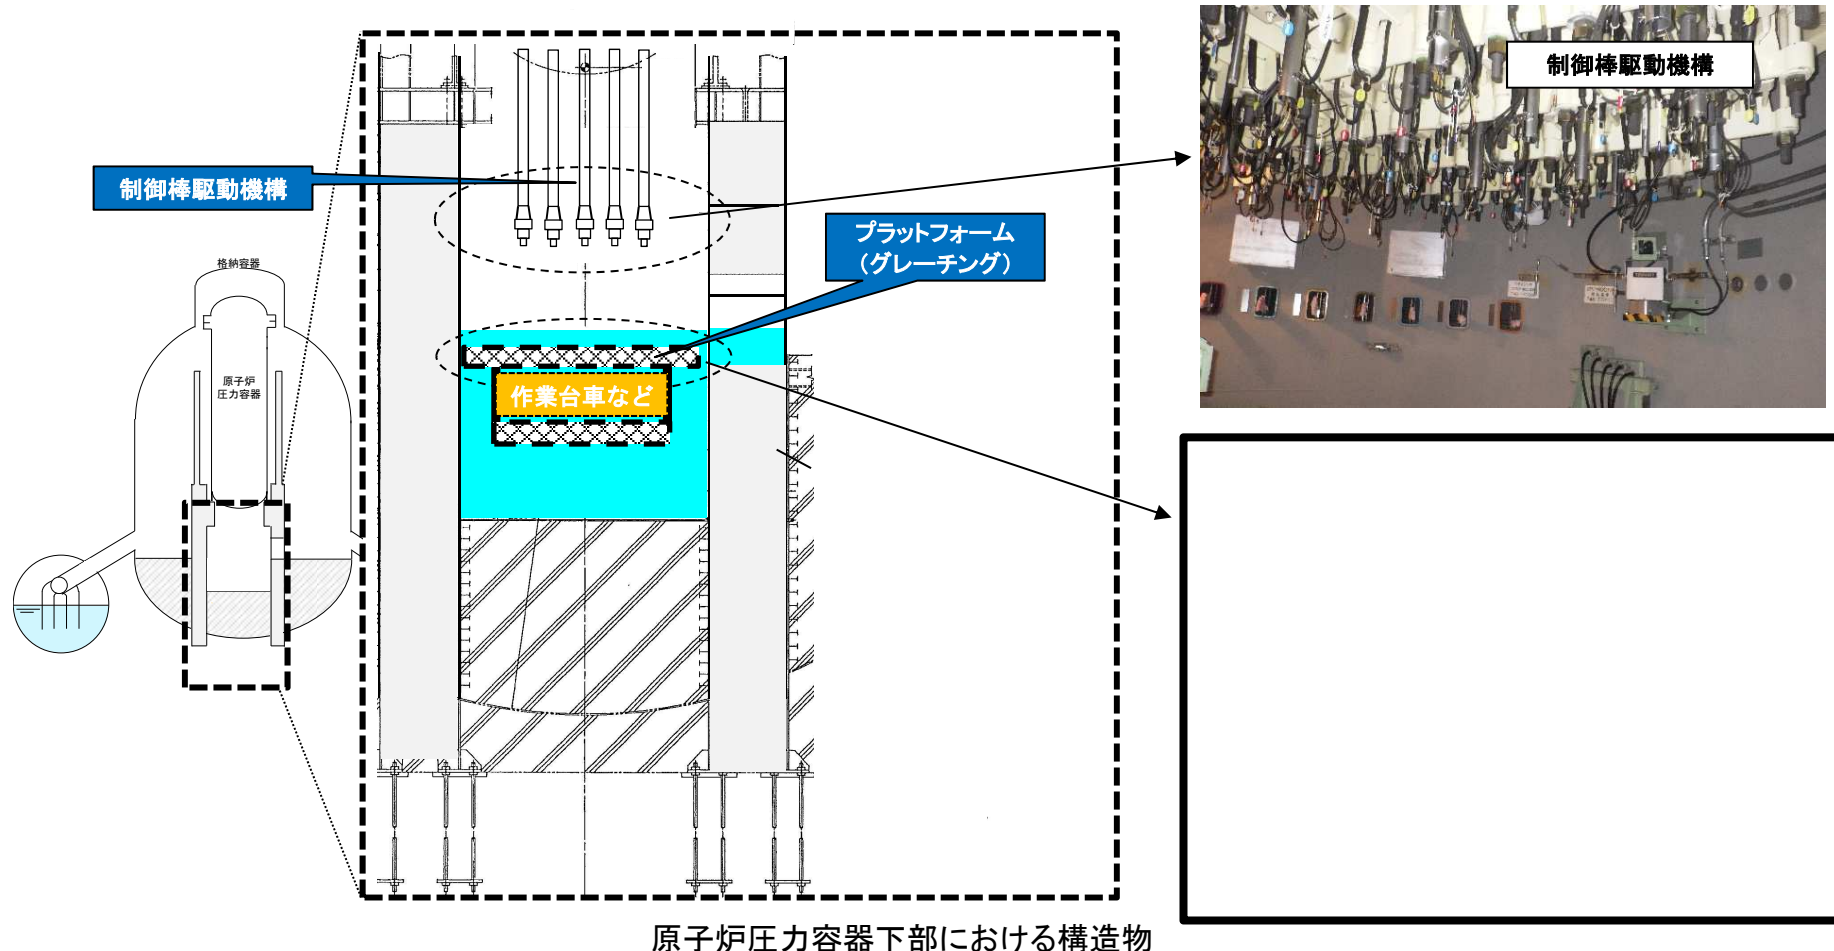 制御棒駆動機構
制御棒駆動機構
プラットフォーム
（グレーチング）
格納容器
原子炉
圧力容器
作業台車など
原子炉圧力容器下部における構造物